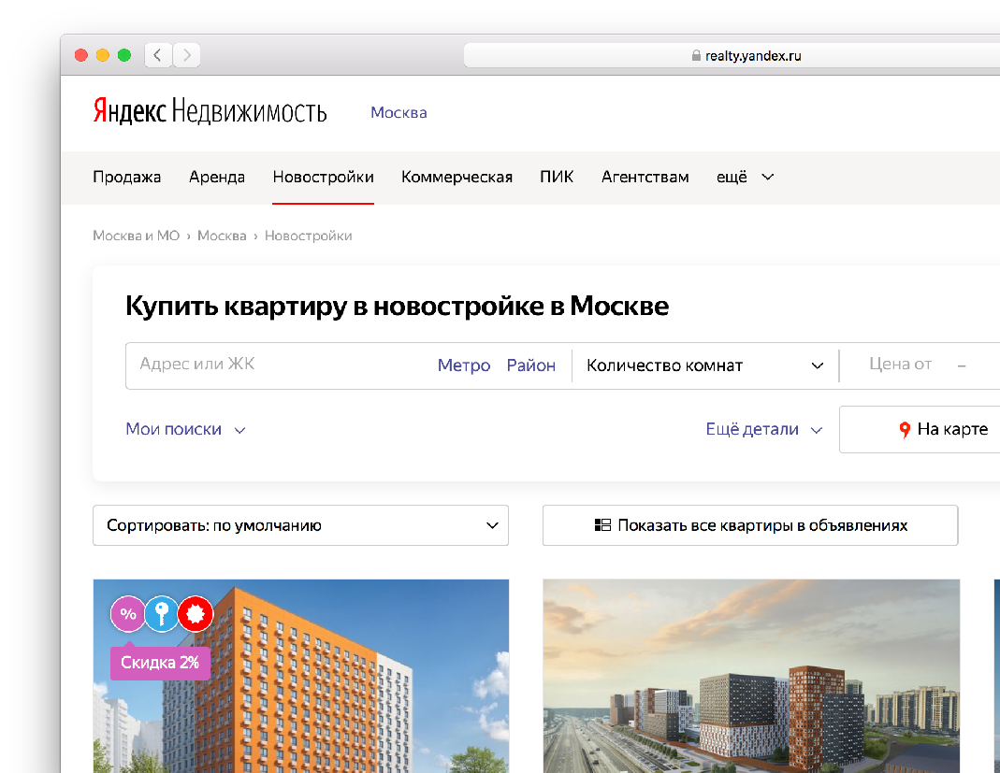 realty.yandex.ru
Яндекс Недвижимость Москва
Продажа Аренда Новостройки Коммерческая ПИК Агентствам ещё
Москва и МО › Москва › Новостройки
Купить квартиру в новостройке в Москве
Адрес или ЖК Метро Район Количество комнат Цена от –
Мои поиски Ещё детали На карте
Сортировать: по умолчанию Показать все квартиры в объявлениях
%
Скидка 2%